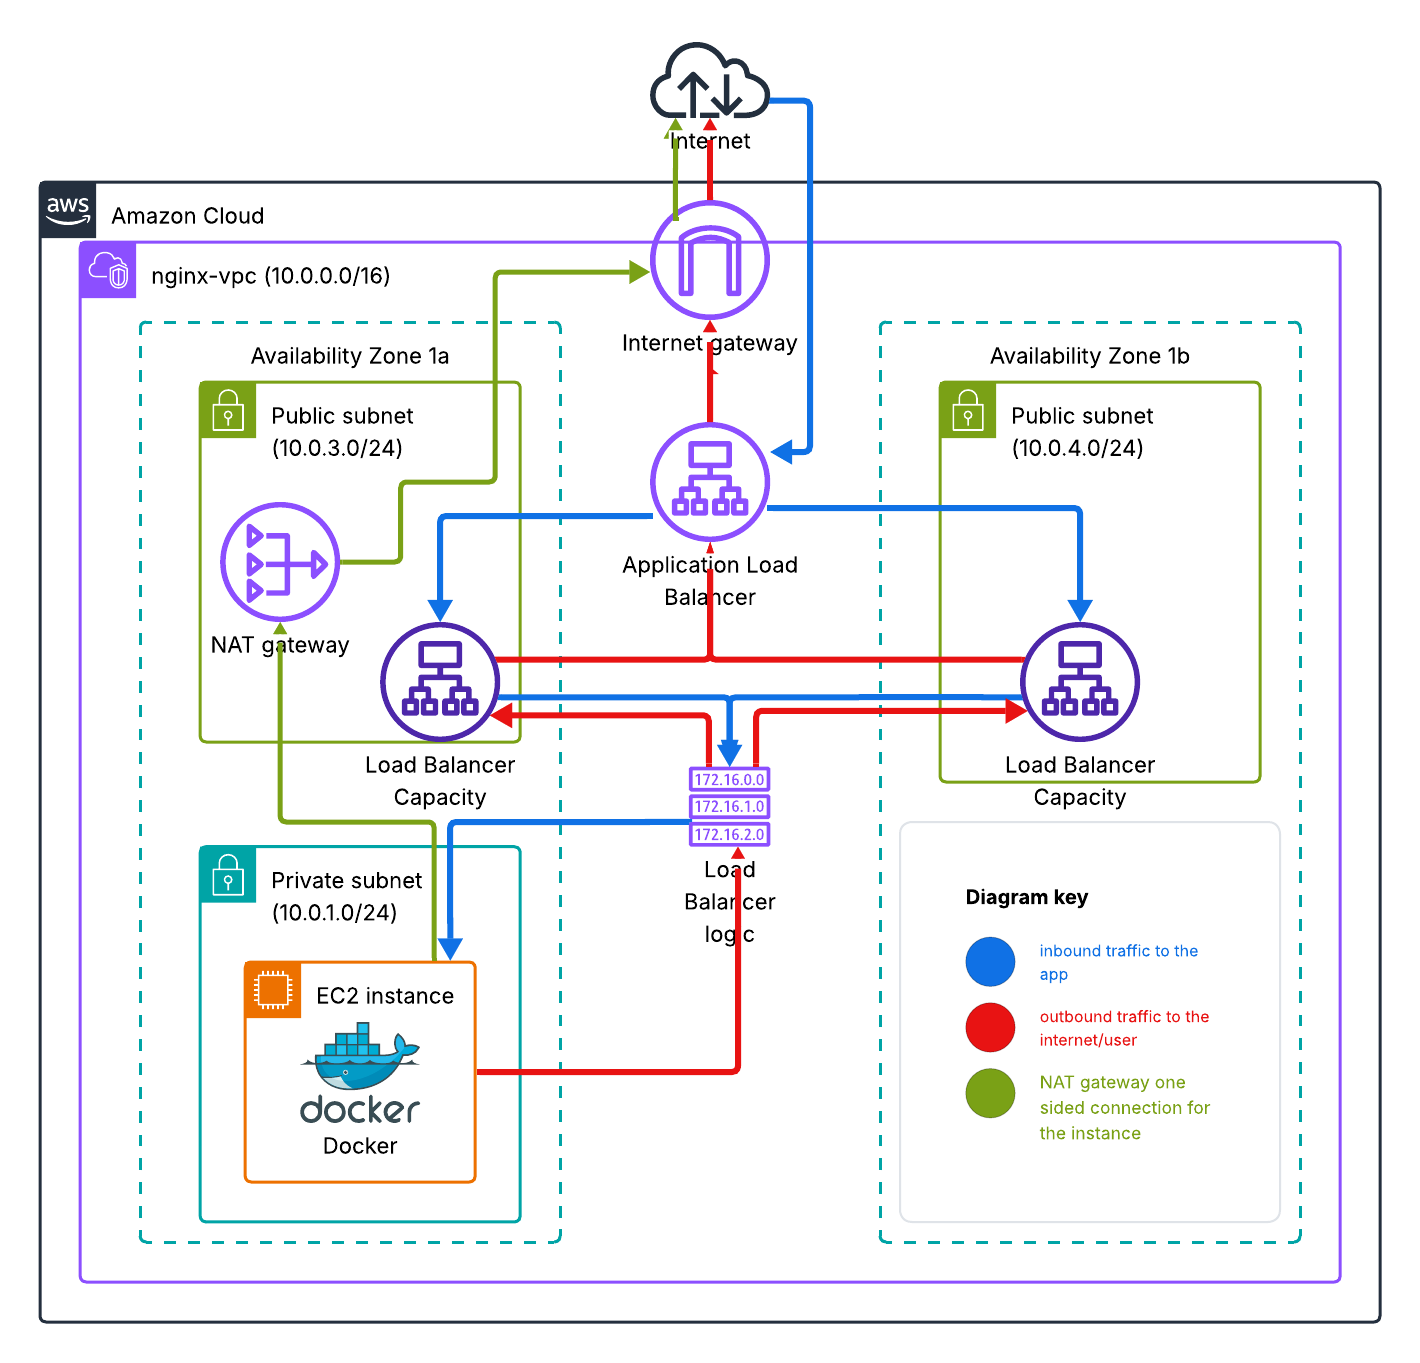 Internet
aws
Amazon Cloud
nginx-vpc (10.0.0.0/16)
Internet gateway
Availability Zone 1a
Availability Zone 1b
Public subnet
(10.0.3.0/24)
Public subnet
(10.0.4.0/24)
Application Load
Balancer
NAT gateway
Load Balancer
Capacity
Load Balancer
Capacity
172.16.0.0
172.16.1.0
172.16.2.0
Load
Balancer
logic
Private subnet
(10.0.1.0/24)
EC2 instance
docker
Docker
Diagram key
inbound traffic to the
app
outbound traffic to the
internet/user
NAT gateway one
sided connection for
the instance